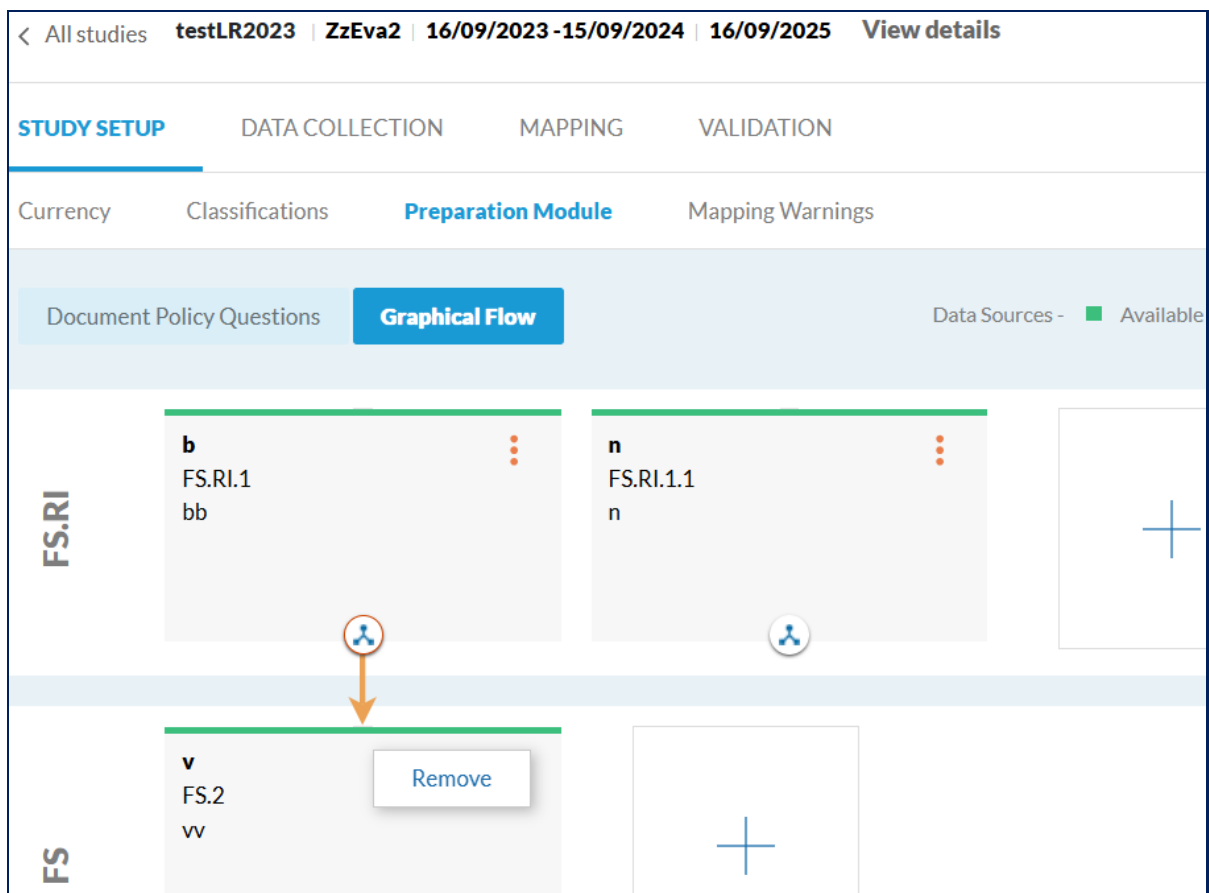 All studies testLR2023 ZzEva2 16/09/2023 -15/09/2024 16/09/2025 View details
STUDY SETUP DATA COLLECTION MAPPING VALIDATION
Currency Classifications Preparation Module Mapping Warnings
Document Policy Questions Graphical Flow Data Sources - Available
FS.RI
b
FS.RI.1
bb
n
FS.RI.1.1
n
FS
v
FS.2
vv
Remove